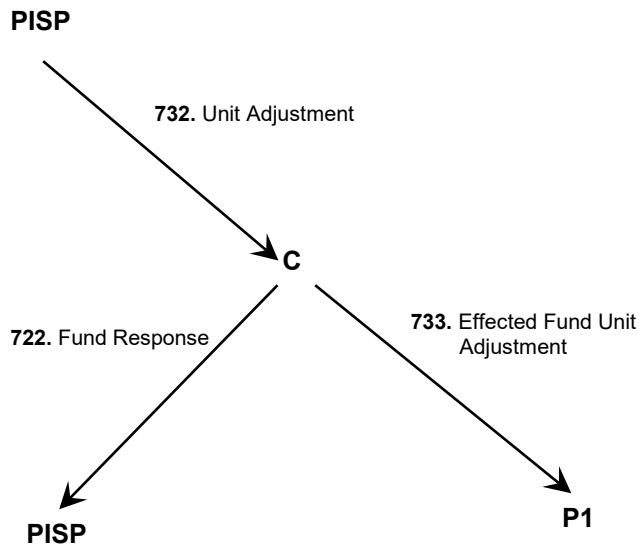 PISP
732. Unit Adjustment
C
722. Fund Response
733. Effected Fund Unit
Adjustment
PISP
P1